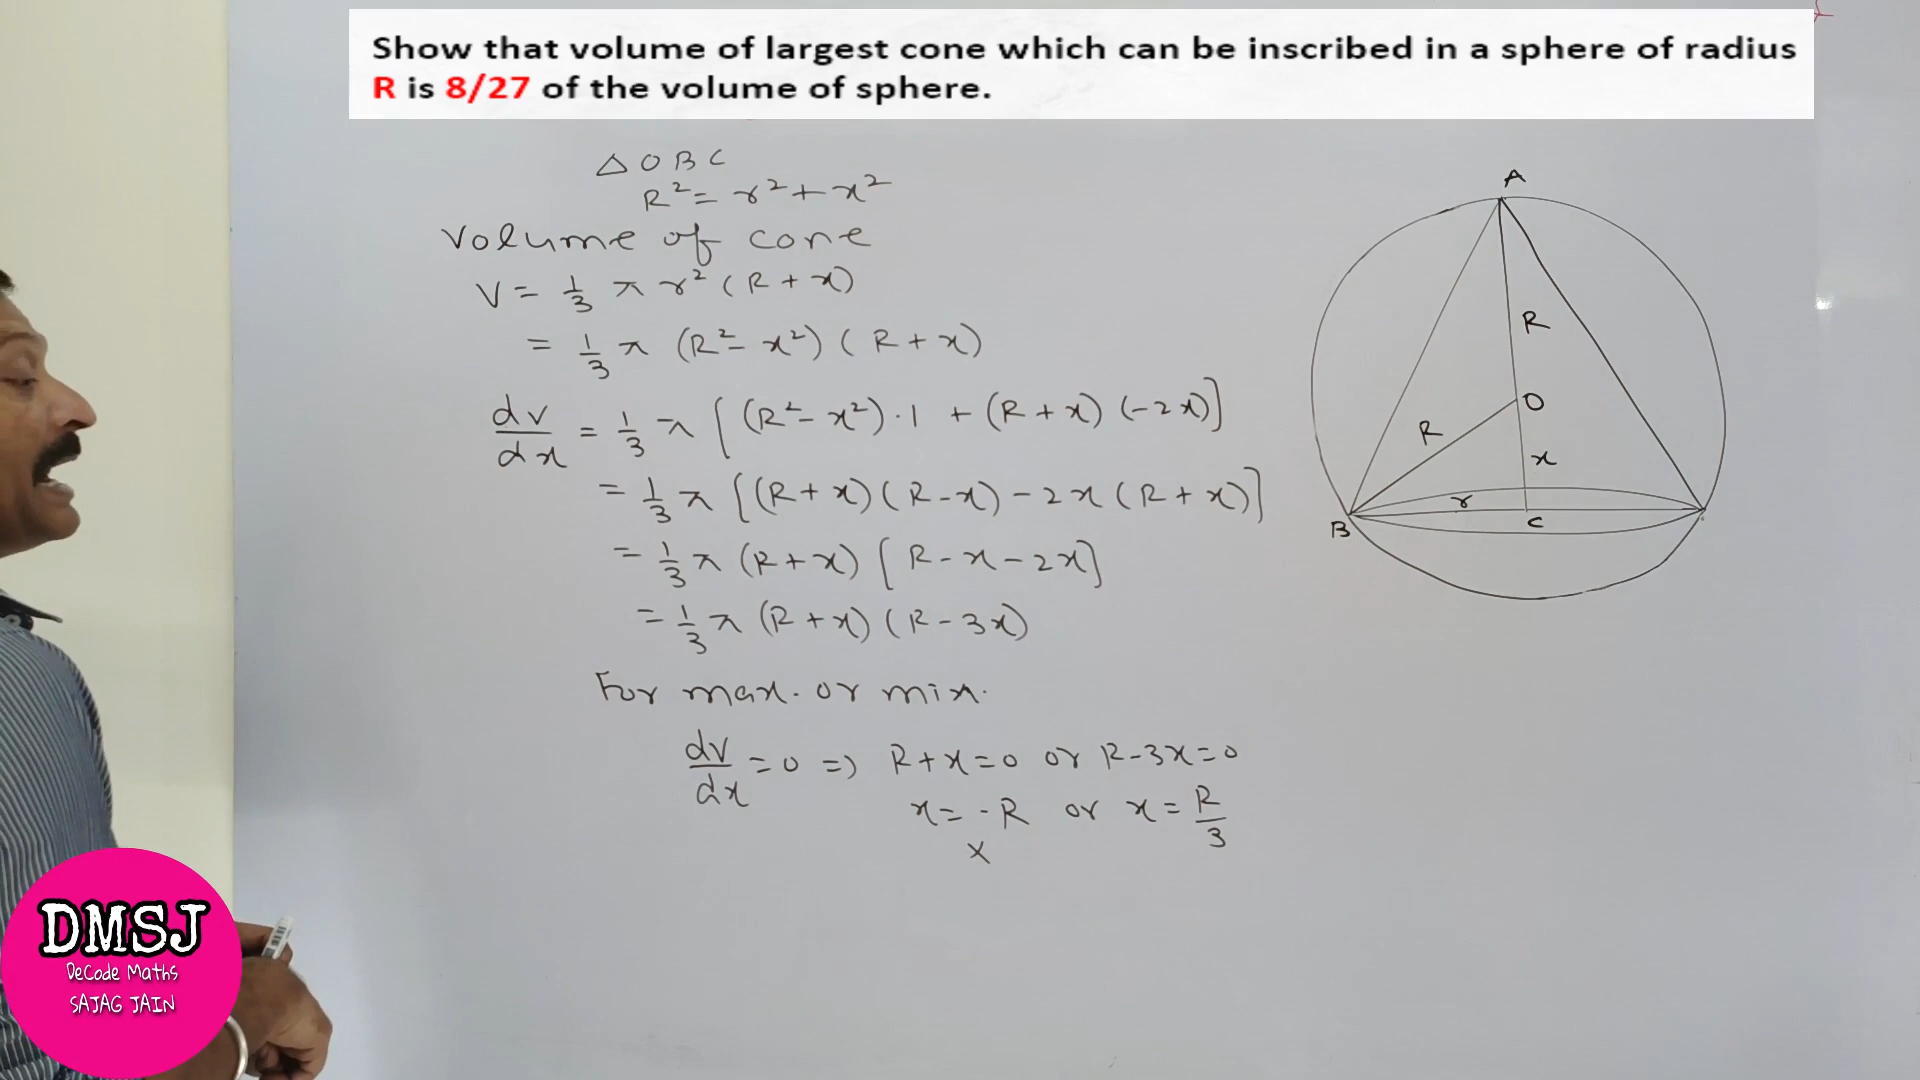 Show that volume of largest cone which can be inscribed in a sphere of radius
R is 8/27 of the volume of sphere.
△ O B C
R² = r² + x²
Volume of cone
V = 1/3 π r² (R + x)
= 1/3 π (R² - x²) (R + x)
dv/dx = 1/3 π [(R² - x²) · 1 + (R + x) (-2x)]
= 1/3 π [(R + x) (R - x) - 2x (R + x)]
= 1/3 π (R + x) [R - x - 2x]
= 1/3 π (R + x) (R - 3x)
For max. or mix.
dv/dx = 0 => R + x = 0 or R - 3x = 0
x = -R or x = R/3
×
A
R
O
R
x
r
B
C
DMSJ
DeCode Maths
SAJAG JAIN